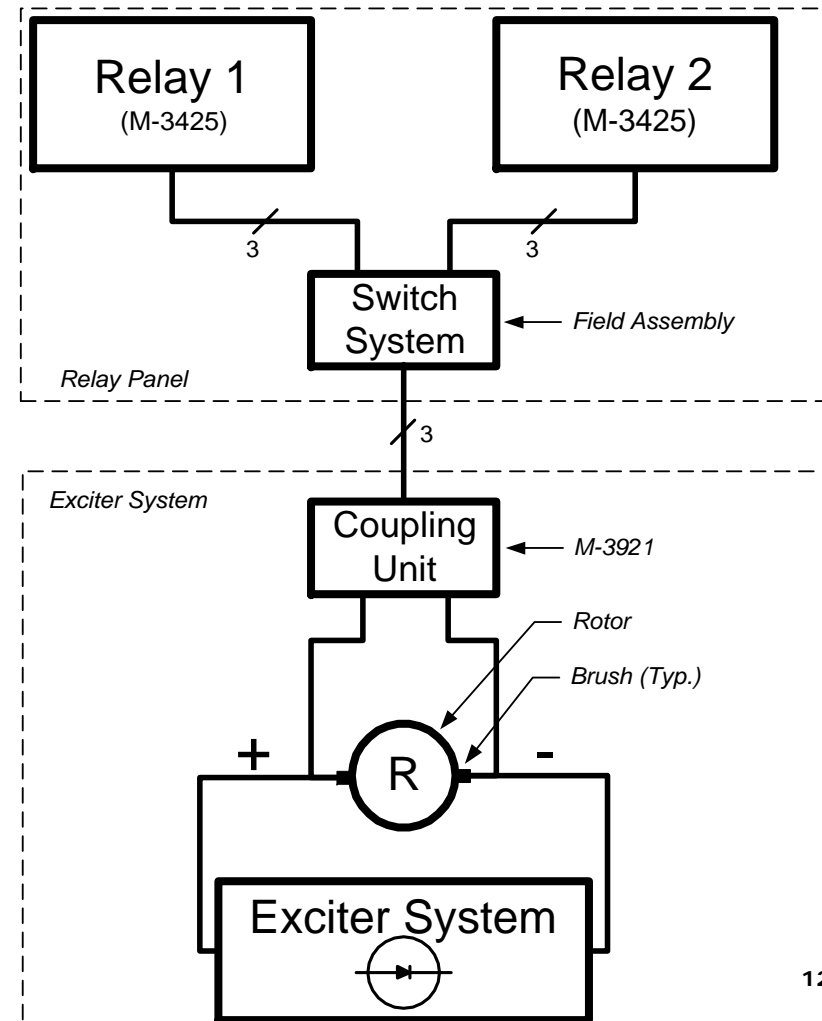 Relay 1
(M-3425)
Relay 2
(M-3425)
3
3
Switch
System
Field Assembly
Relay Panel
3
Exciter System
Coupling
Unit
M-3921
Rotor
Brush (Typ.)
+
-
R
Exciter System
12